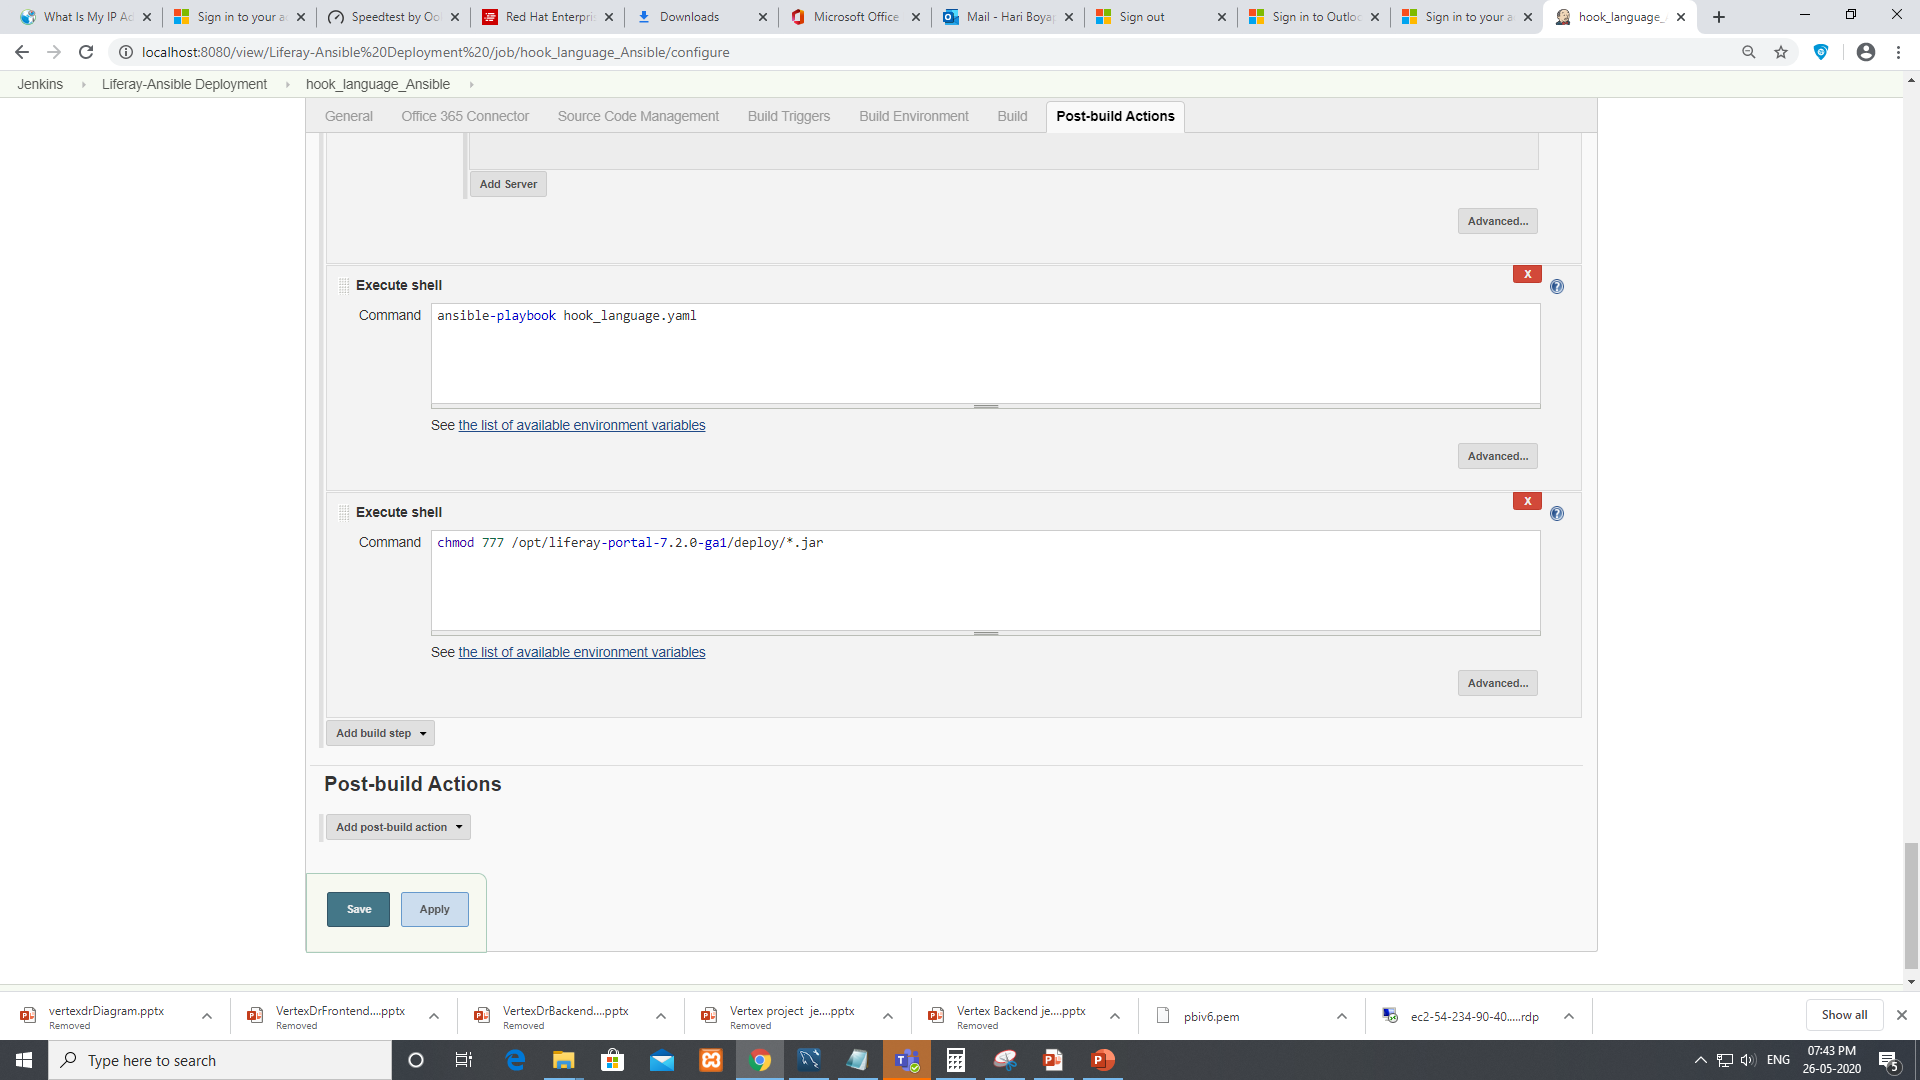 What Is My IP Ad
Sign in to your a
Speedtest by Oo
Red Hat Enterpri
Downloads
Microsoft Office
Mail - Hari Boya
Sign out
Sign in to Outloo
Sign in to your a
hook_language_
localhost:8080/view/Liferay-Ansible%20Deployment%20/job/hook_language_Ansible/configure
Jenkins
Liferay-Ansible Deployment
hook_language_Ansible
General
Office 365 Connector
Source Code Management
Build Triggers
Build Environment
Build
Post-build Actions
Add Server
Advanced...
X
Execute shell
Command
ansible-playbook hook_language.yaml
See the list of available environment variables
Advanced...
X
Execute shell
Command
chmod 777 /opt/liferay-portal-7.2.0-ga1/deploy/*.jar
See the list of available environment variables
Advanced...
Add build step
Post-build Actions
Add post-build action
Save
Apply
vertexdrDiagram.pptx
Removed
VertexDrFrontend....pptx
Removed
VertexDrBackend....pptx
Removed
Vertex project je....pptx
Removed
Vertex Backend je....pptx
Removed
pbiv6.pem
ec2-54-234-90-40.....rdp
Show all
Type here to search
ENG
07:43 PM
26-05-2020
5